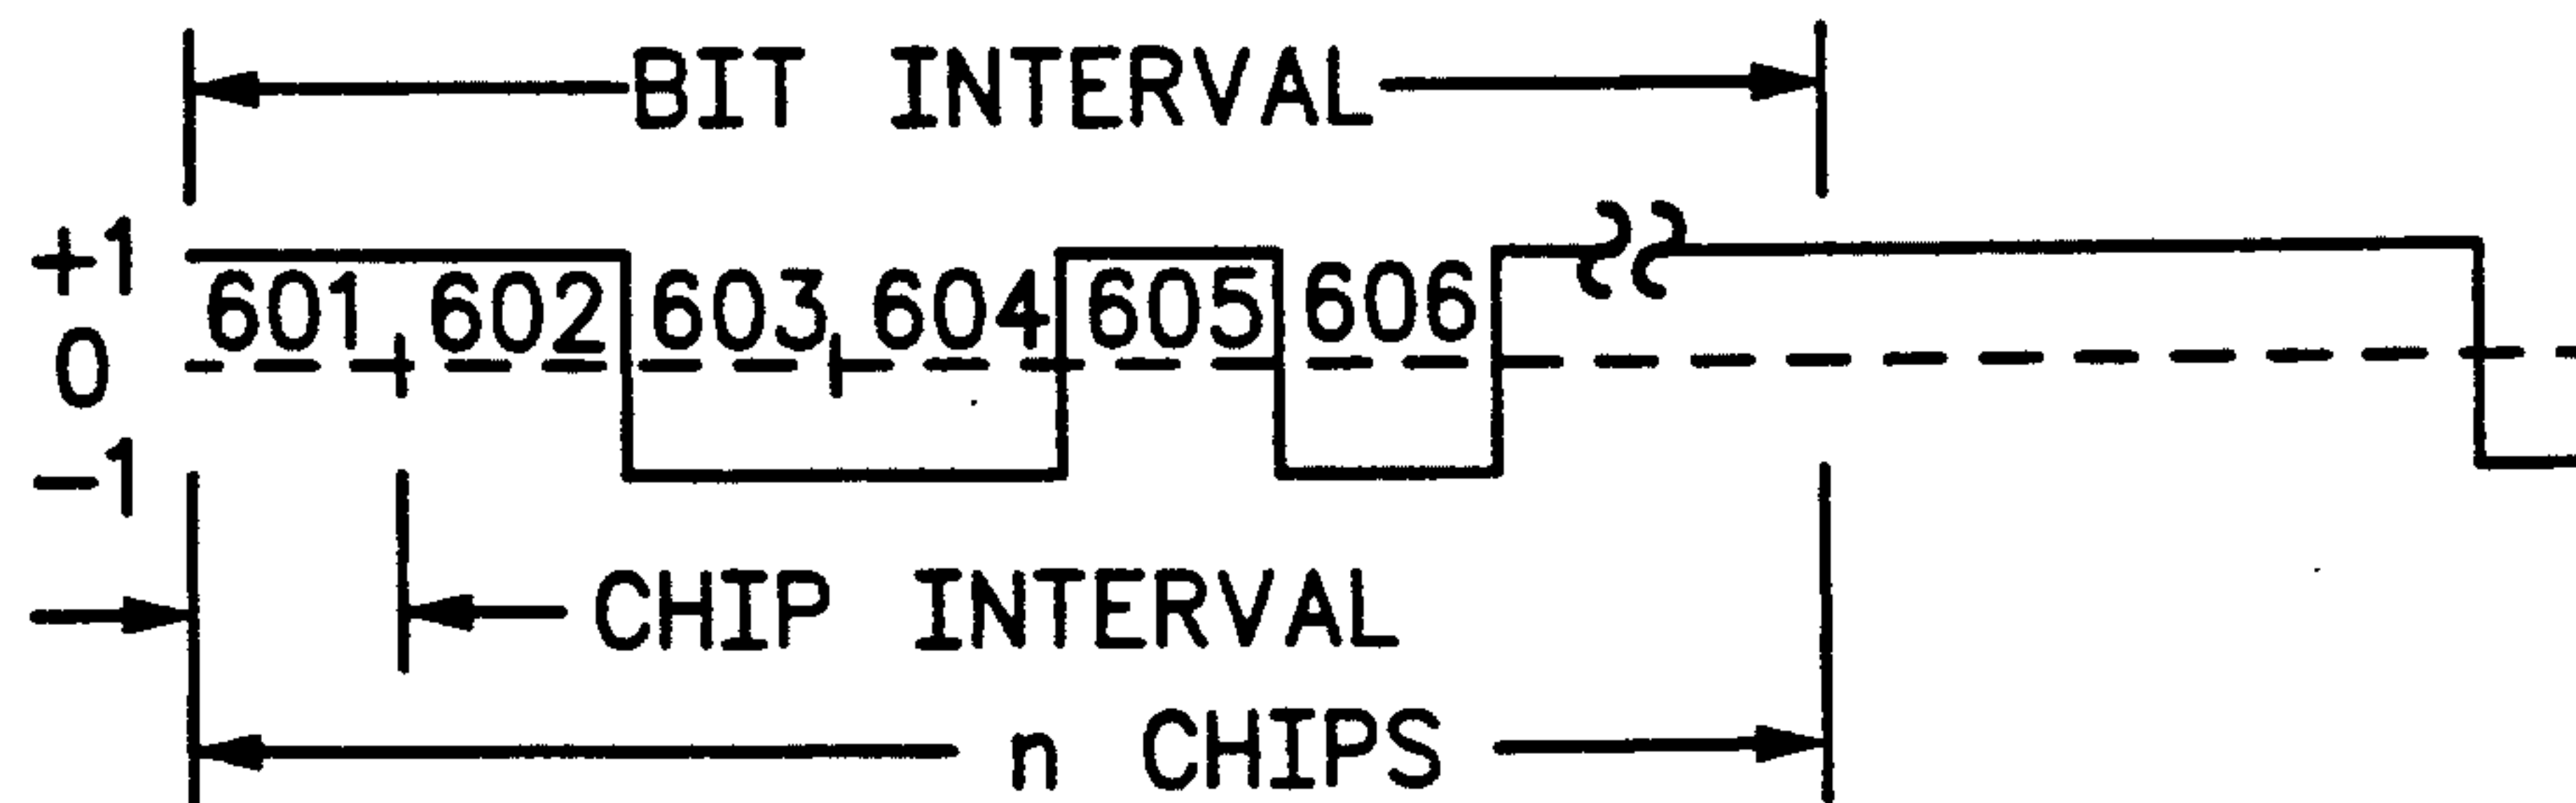 BIT INTERVAL
+1
601 602 603 604 605 606
0
-1
CHIP INTERVAL
n CHIPS